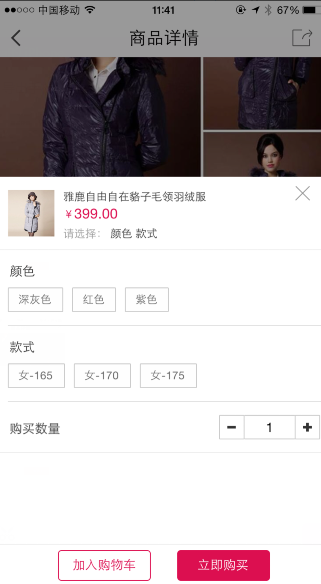 中国移动 11:41 67%
商品详情
雅鹿自由自在貉子毛领羽绒服
￥399.00
请选择： 颜色 款式
颜色
深灰色 红色 紫色
款式
女-165 女-170 女-175
购买数量 － 1 ＋
加入购物车 立即购买